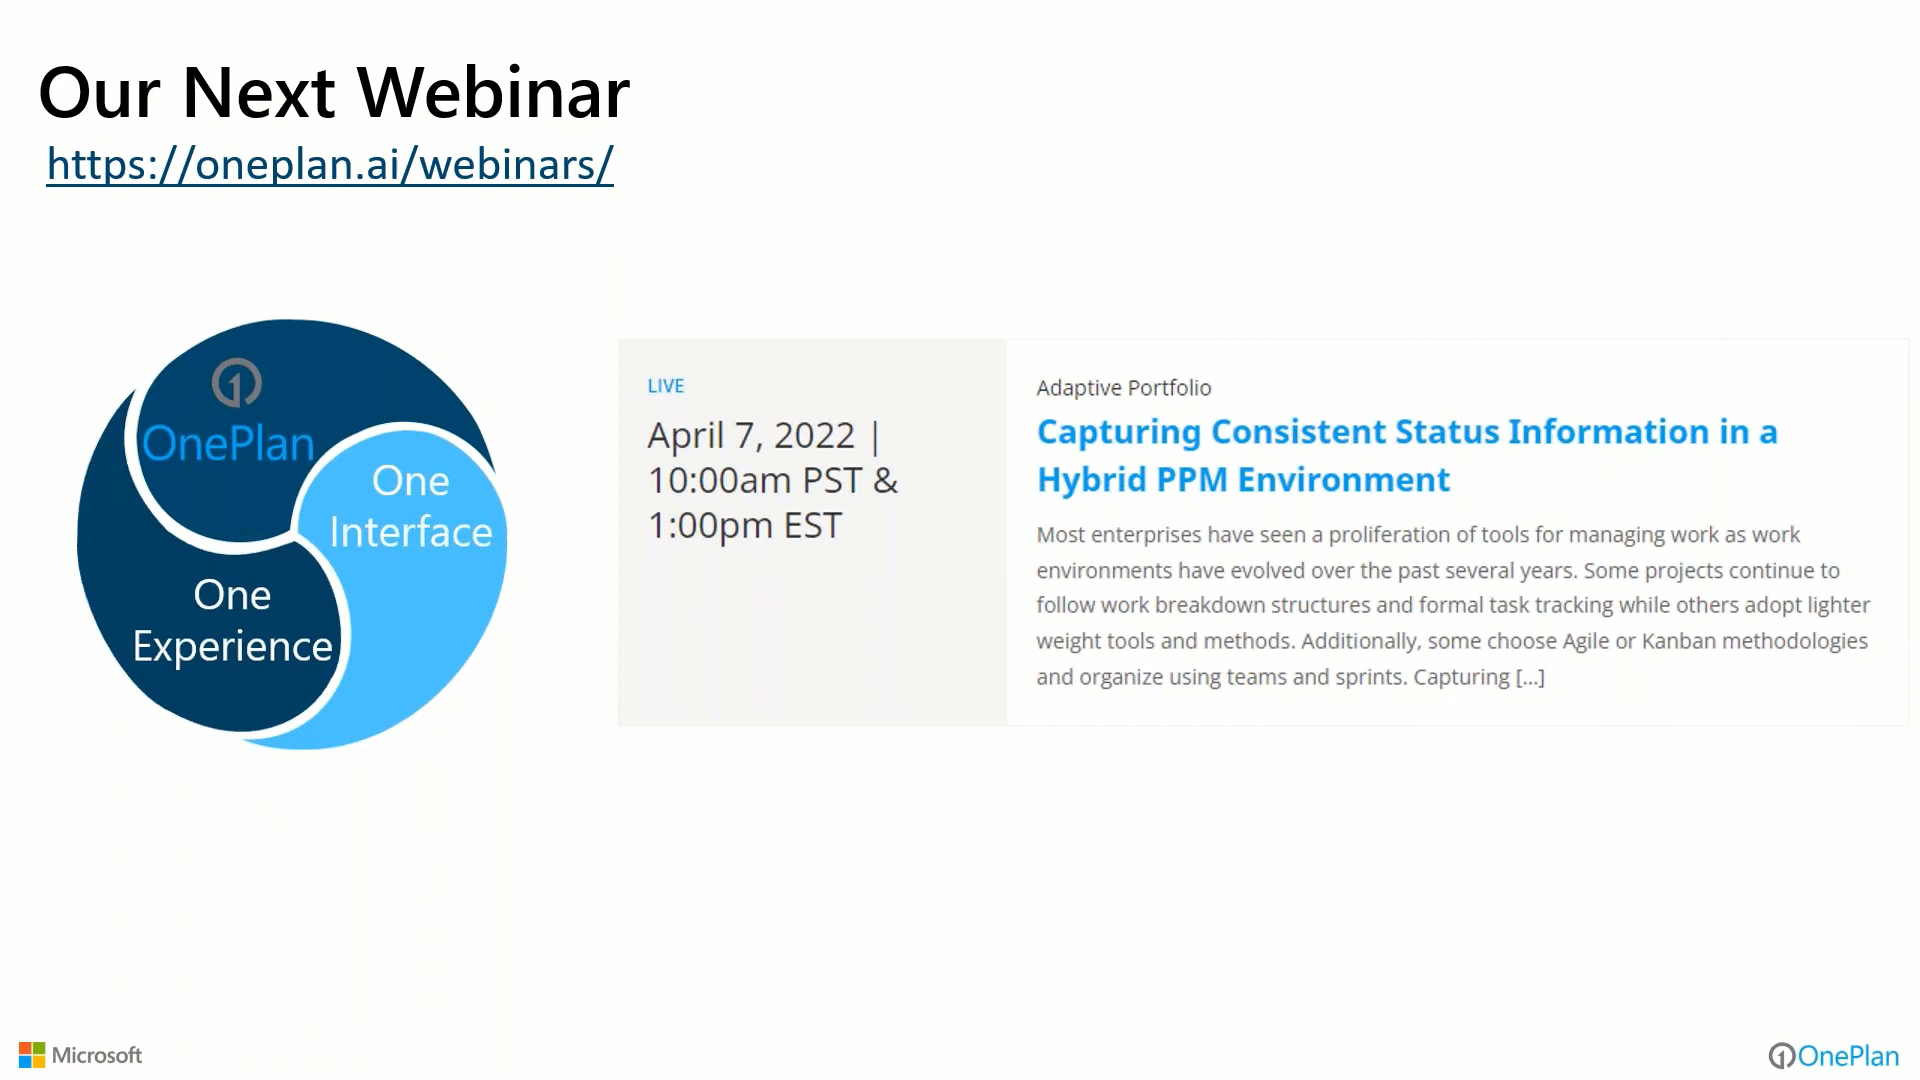 Our Next Webinar
https://oneplan.ai/webinars/
OnePlan
One
Interface
One
Experience
LIVE
April 7, 2022 |
10:00am PST &
1:00pm EST
Adaptive Portfolio
Capturing Consistent Status Information in a
Hybrid PPM Environment
Most enterprises have seen a proliferation of tools for managing work as work
environments have evolved over the past several years. Some projects continue to
follow work breakdown structures and formal task tracking while others adopt lighter
weight tools and methods. Additionally, some choose Agile or Kanban methodologies
and organize using teams and sprints. Capturing [...]
Microsoft
OnePlan